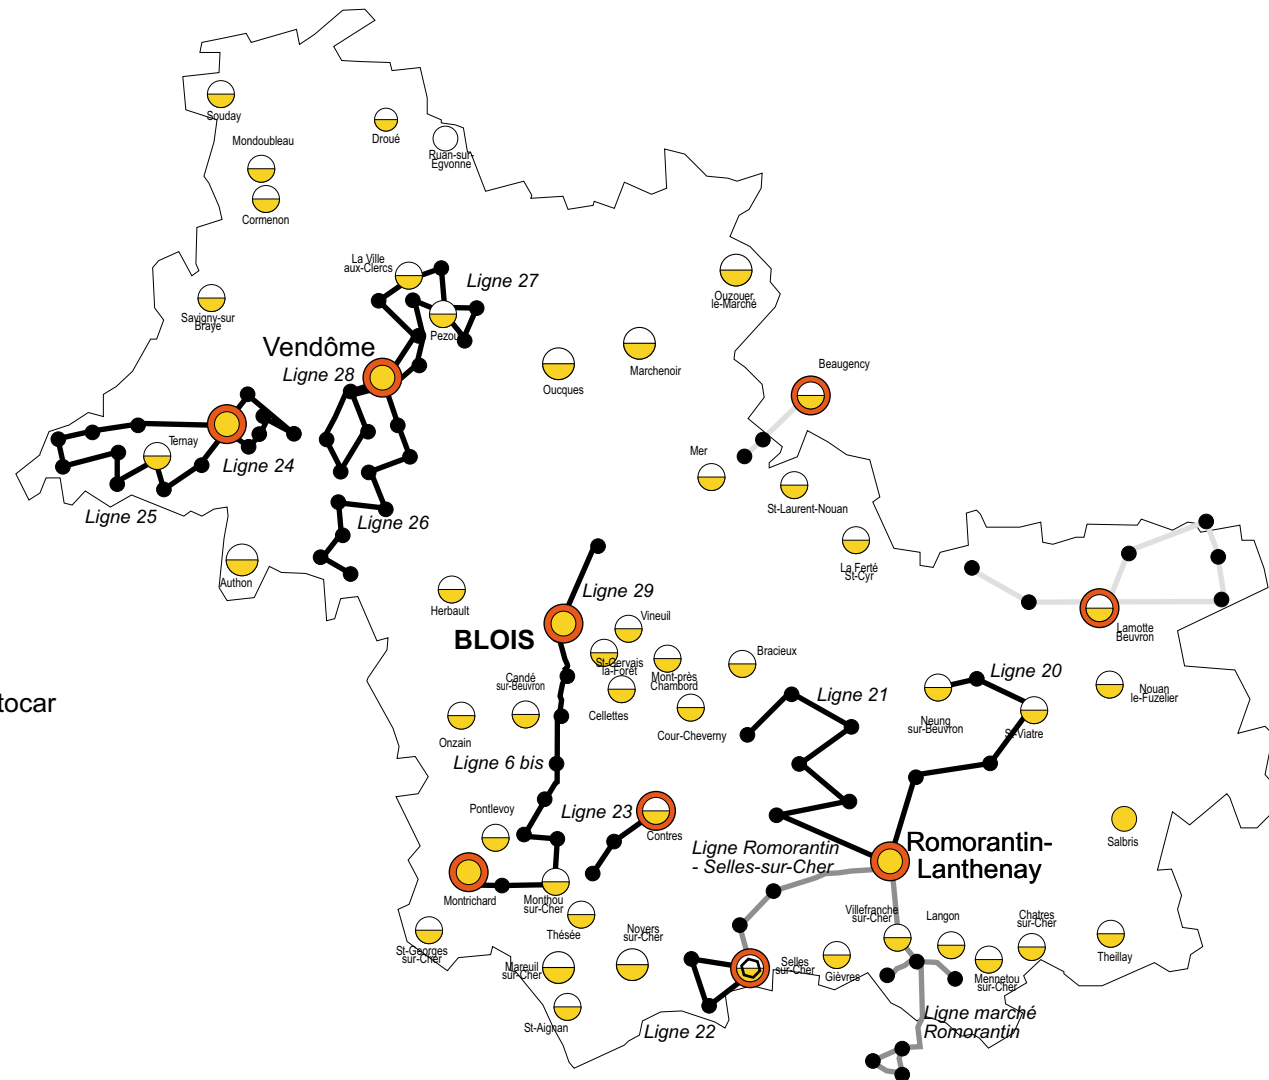 Souday
Droué
Mondoubleau
Ruan-sur-
Egvonne
Cormenon
La Ville
aux-Clercs
Ligne 27
Ouzouer
le-Marché
Savigny-sur
Braye
Pezou
Vendôme
Ligne 28
Marchenoir
Oucques
Beaugency
Ternay
Ligne 24
Mer
St-Laurent-Nouan
Ligne 25
Ligne 26
La Ferté
St-Cyr
Authon
Herbault
Ligne 29
Vineuil
BLOIS
Lamotte
Beuvron
St-Gervais
la-Forêt
Mont-près
Chambord
Bracieux
Candé
sur-Beuvron
Ligne 20
Ligne 21
Nouan
le-Fuzelier
tocar
Cellettes
Neung
sur-Beuvron
St-Viatre
Onzain
Cour-Cheverny
Ligne 6 bis
Pontlevoy
Ligne 23
Contres
Salbris
Ligne Romorantin
- Selles-sur-Cher
Romorantin-
Lanthenay
Montrichard
Monthou
sur-Cher
Villefranche
sur-Cher
Langon
Chatres
sur-Cher
Thésée
Noyers
sur-Cher
St-Georges
sur-Cher
Theillay
Mareuil
sur-Cher
Selles
sur-Cher
Gièvres
Mennetou
sur-Cher
St-Aignan
Ligne 22
Ligne marché
Romorantin